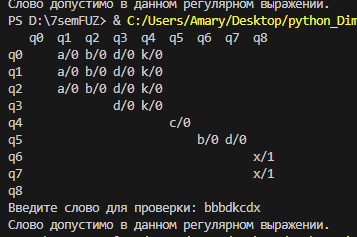 Слово допустимо в данном регулярном выражении.
PS D:\7semFUZ> & C:/Users/Amary/Desktop/python_Dim
q0 q1 q2 q3 q4 q5 q6 q7 q8
q0 a/0 b/0 d/0 k/0
q1 a/0 b/0 d/0 k/0
q2 a/0 b/0 d/0 k/0
q3 d/0 k/0
q4 c/0
q5 b/0 d/0
q6 x/1
q7 x/1
q8
Введите слово для проверки: bbbdkcdx
Слово допустимо в данном регулярном выражении.